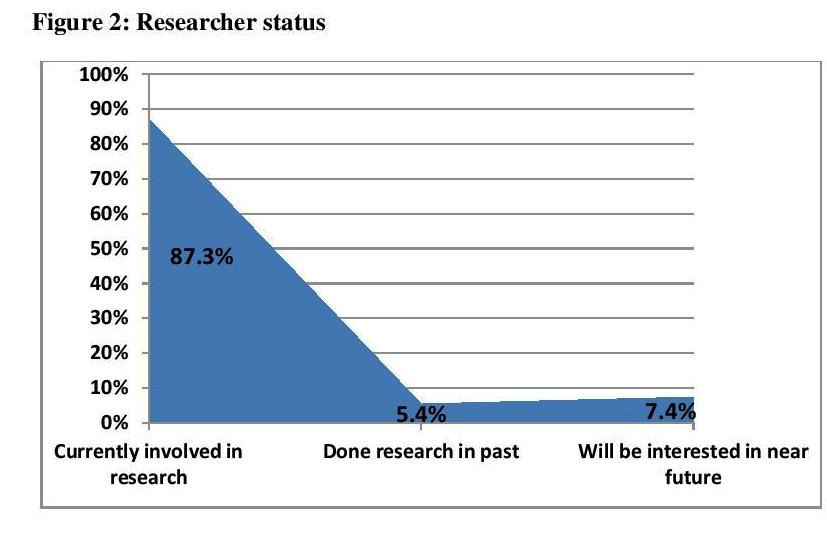 Figure 2: Researcher status
100%
90%
80%
70%
60%
50%
40%
30%
20%
10%
0%
87.3%
5.4%
7.4%
Currently involved in
research
Done research in past
Will be interested in near
future